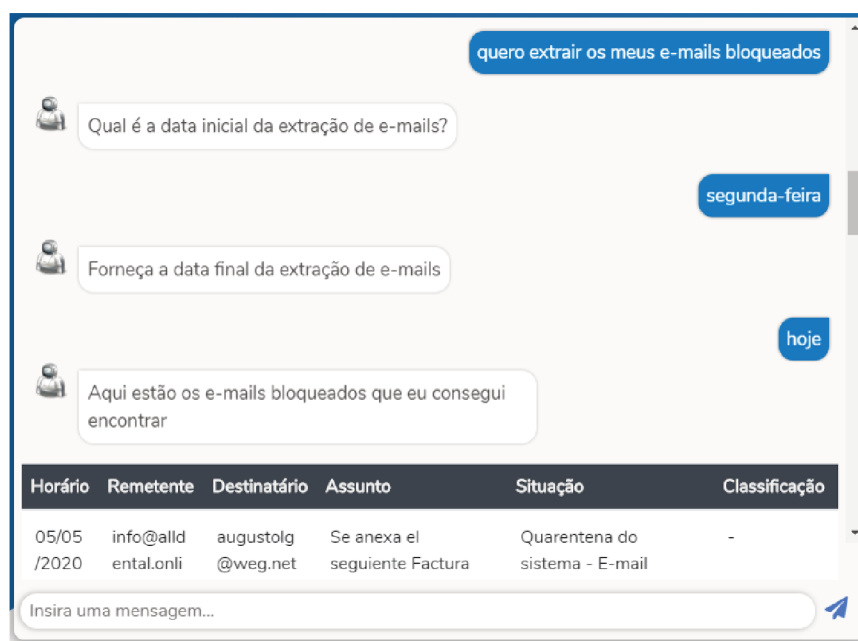 quero extrair os meus e-mails bloqueados
Qual é a data inicial da extração de e-mails?
segunda-feira
Forneça a data final da extração de e-mails
hoje
Aqui estão os e-mails bloqueados que eu consegui
encontrar
Horário Remetente Destinatário Assunto Situação Classificação
05/05 info@alld augustolg Se anexa el Quarentena do -
/2020 ental.onli @weg.net seguiente Factura sistema - E-mail
Insira uma mensagem...